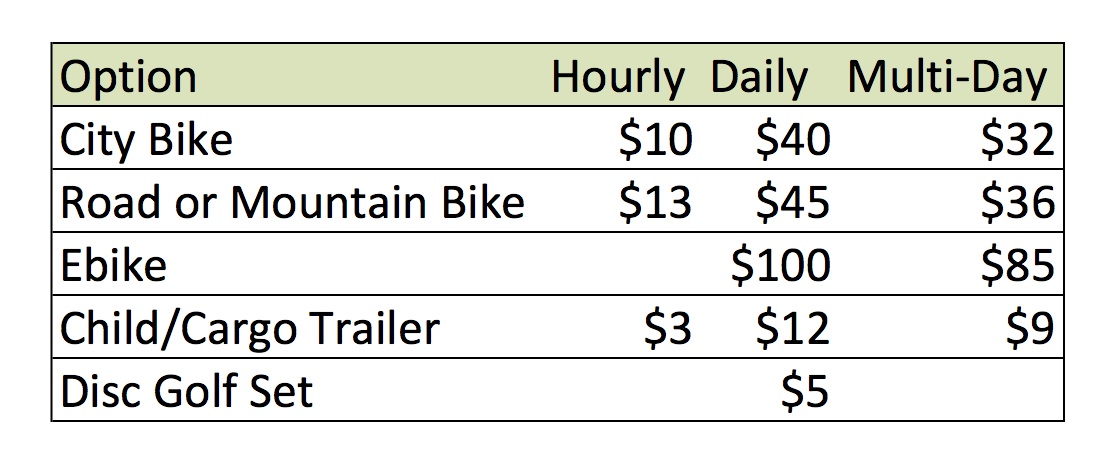 Option Hourly Daily Multi-Day
City Bike $10 $40 $32
Road or Mountain Bike $13 $45 $36
Ebike $100 $85
Child/Cargo Trailer $3 $12 $9
Disc Golf Set $5